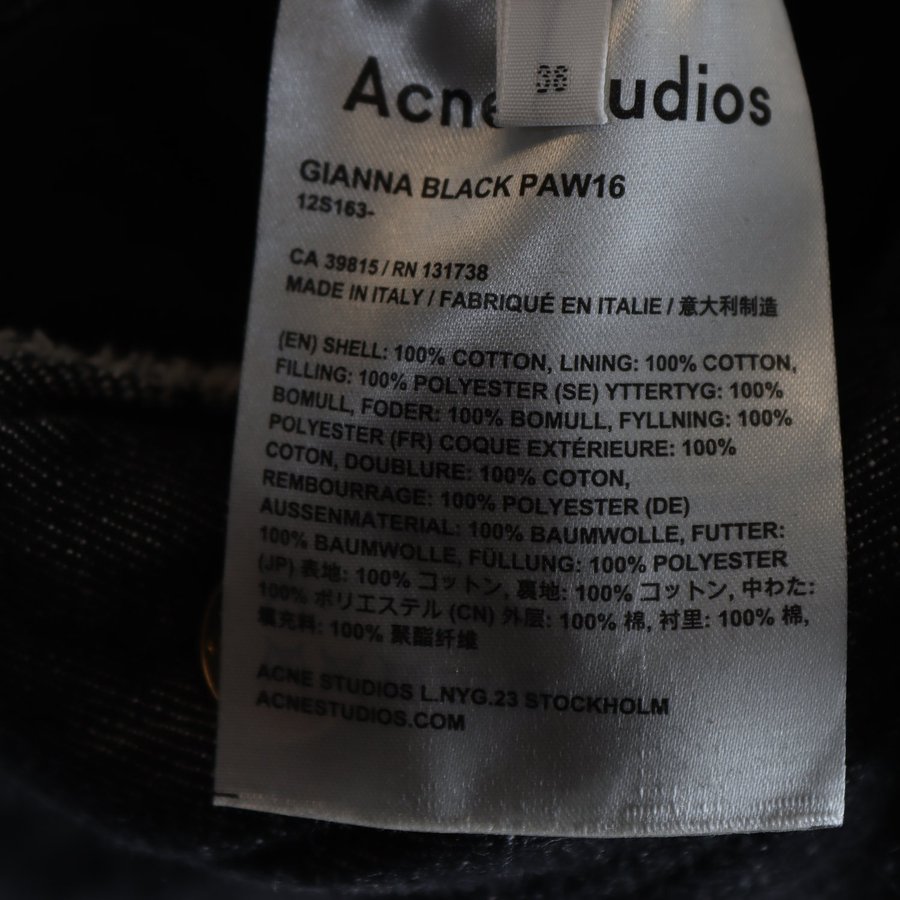 38
Acne Studios
GIANNA BLACK PAW16
12S163-
CA 39815 / RN 131738
MADE IN ITALY / FABRIQUÉ EN ITALIE / 意大利制造
(EN) SHELL: 100% COTTON, LINING: 100% COTTON,
FILLING: 100% POLYESTER (SE) YTTERTYG: 100%
BOMULL, FODER: 100% BOMULL, FYLLNING: 100%
POLYESTER (FR) COQUE EXTÉRIEURE: 100%
COTON, DOUBLURE: 100% COTON,
REMBOURRAGE: 100% POLYESTER (DE)
AUSSENMATERIAL: 100% BAUMWOLLE, FUTTER:
100% BAUMWOLLE, FÜLLUNG: 100% POLYESTER
(JP) 表地: 100% コットン, 裏地: 100% コットン, 中わた:
100% ポリエステル (CN) 外层: 100% 棉, 衬里: 100% 棉,
填充料: 100% 聚酯纤维
ACNE STUDIOS L.NYG.23 STOCKHOLM
ACNESTUDIOS.COM